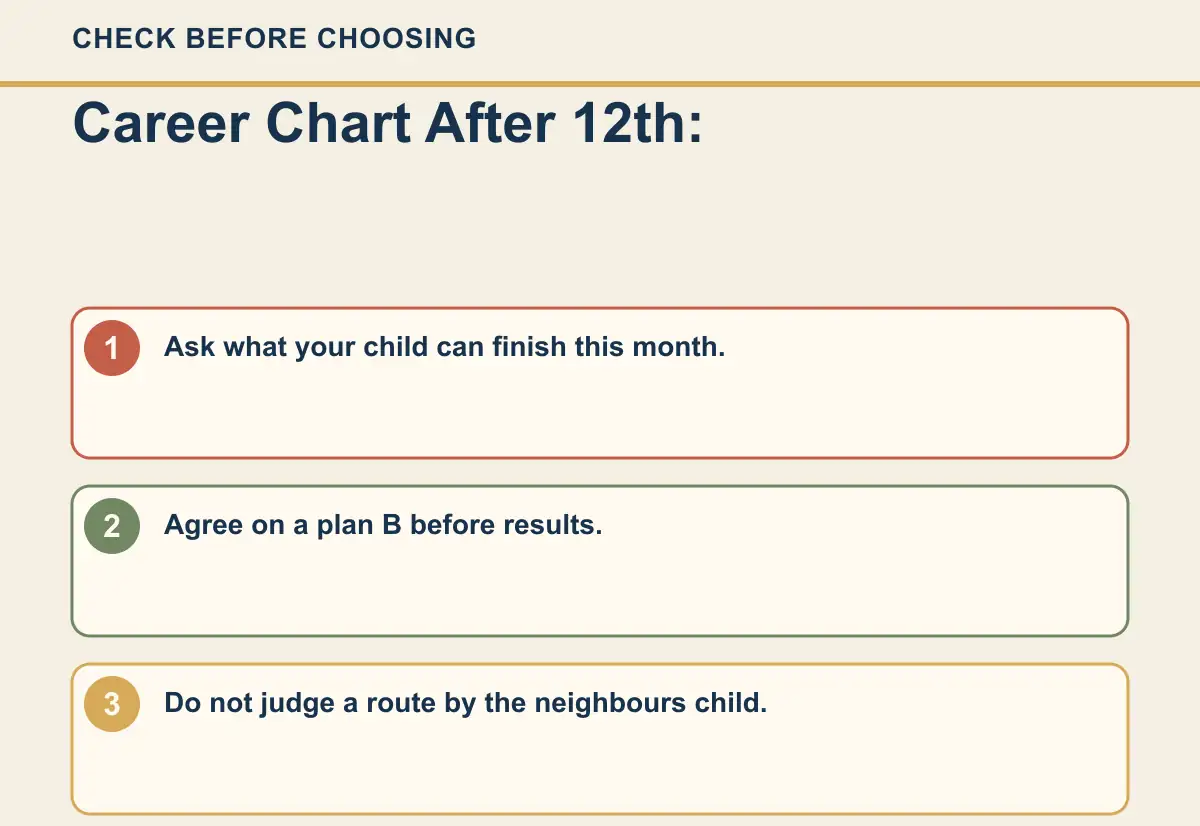 CHECK BEFORE CHOOSING
Career Chart After 12th:
1 Ask what your child can finish this month.
2 Agree on a plan B before results.
3 Do not judge a route by the neighbours child.